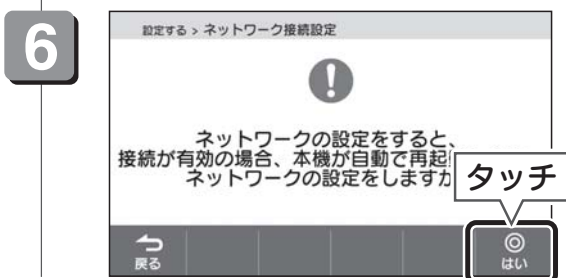 6
設定する > ネットワーク接続設定
ネットワークの設定をすると、
接続が有効の場合、本機が自動で再起
ネットワークの設定をしますか
タッチ
戻る
はい